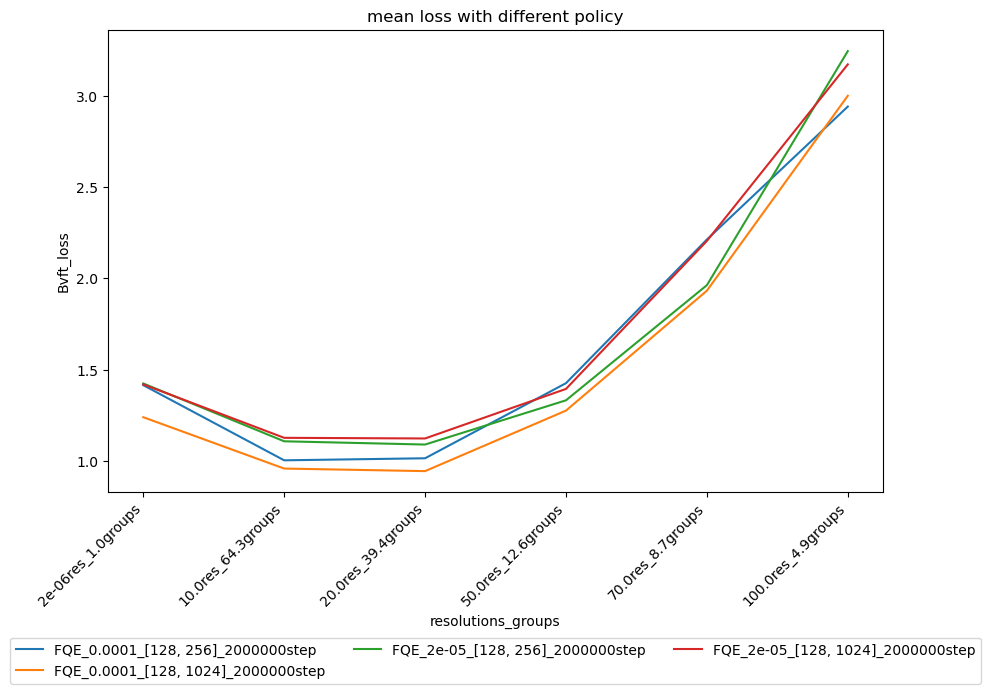 mean loss with different policy
Bvft_loss
3.0
2.5
2.0
1.5
1.0
2e-06res_1.0groups
10.0res_64.3groups
20.0res_39.4groups
50.0res_12.6groups
70.0res_8.7groups
100.0res_4.9groups
resolutions_groups
FQE_0.0001_[128, 256]_2000000step
FQE_0.0001_[128, 1024]_2000000step
FQE_2e-05_[128, 256]_2000000step
FQE_2e-05_[128, 1024]_2000000step